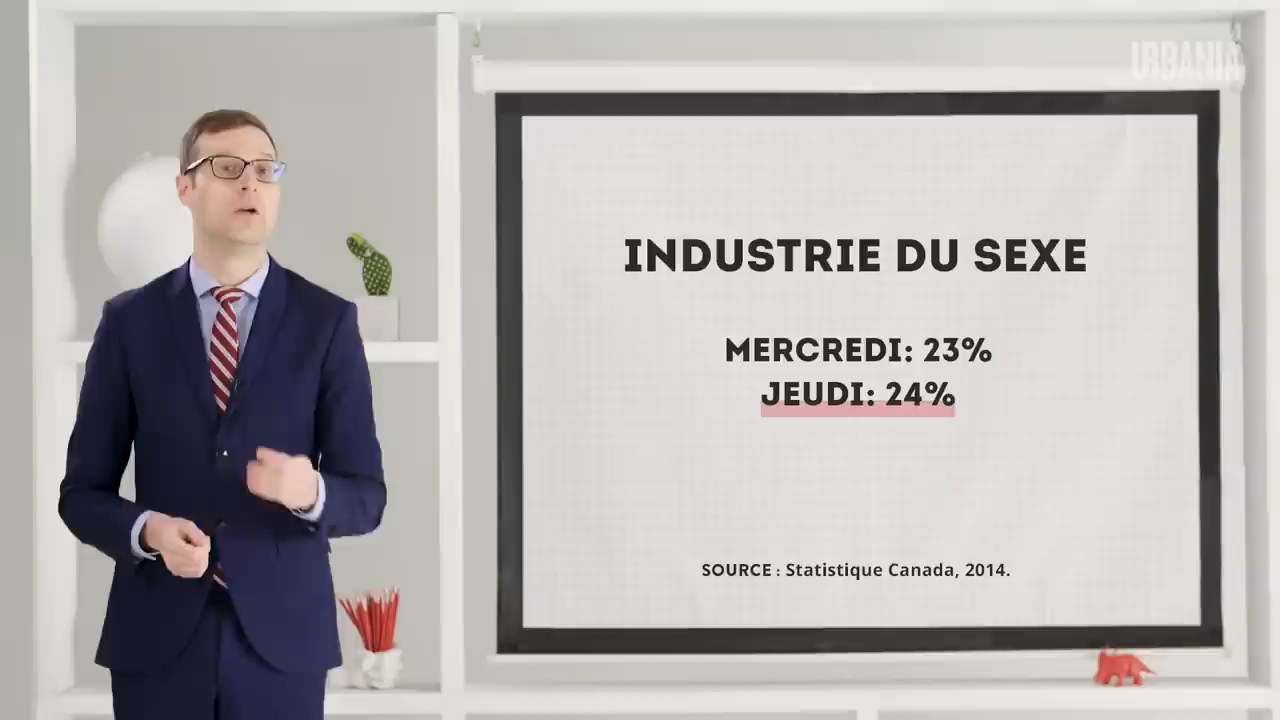 URBANIA
INDUSTRIE DU SEXE
MERCREDI: 23%
JEUDI: 24%
SOURCE : Statistique Canada, 2014.